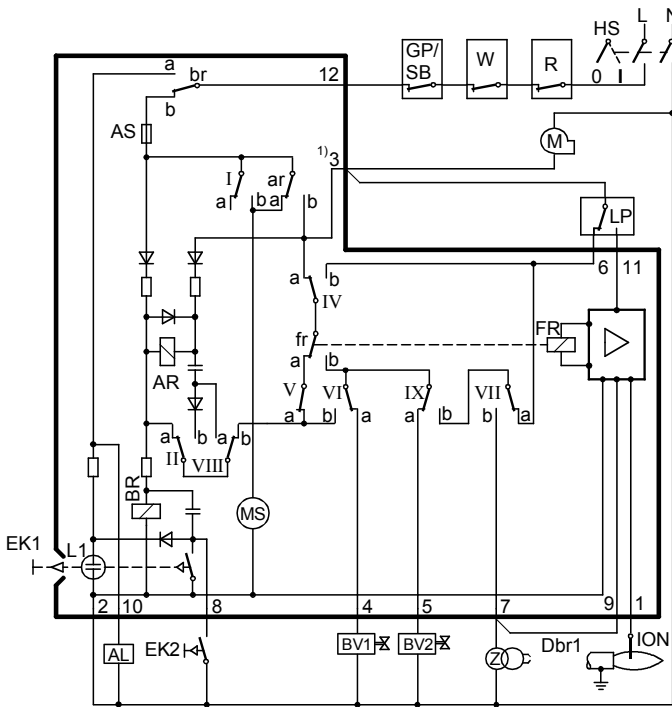 HS L N
GP/
SB
W
R
0 I
a
br
12
b
AS
1) 3
M
I
a
b
a
ar
b
LP
6 11
a
b
IV
FR
fr
a
b
AR
V
a
b
VI
a
IX
a
b
VII
b
a
a
II
b
VIII
a
b
BR
MS
EK1
L1
2 10 8 4 5 7 9 1
AL
EK2
BV1
BV2
Z
Dbr1
ION